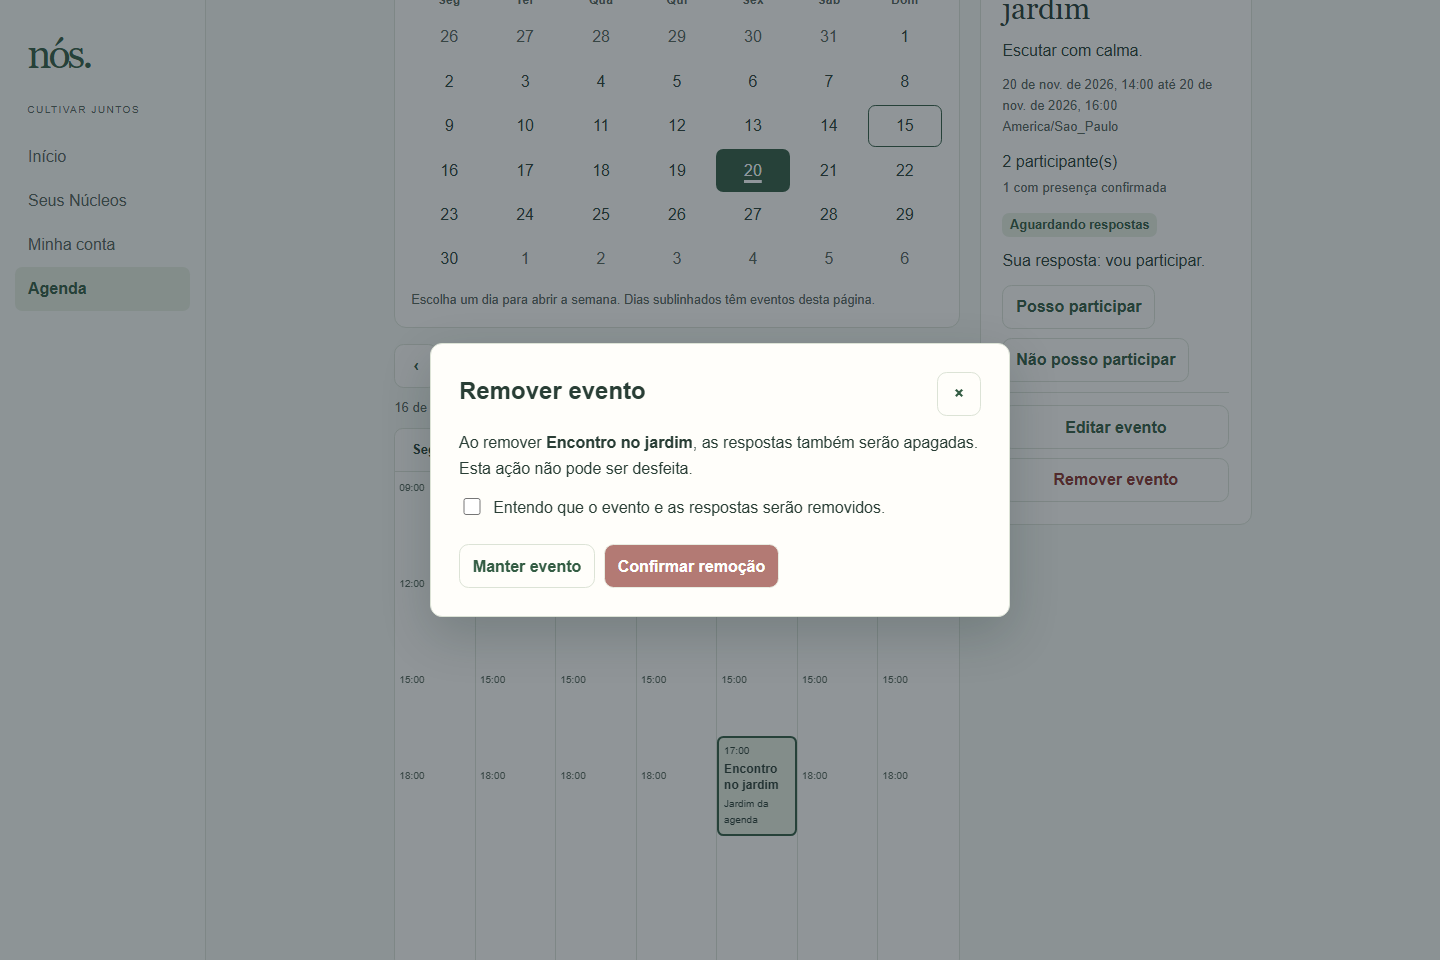 nós.
CULTIVAR JUNTOS
Início
Seus Núcleos
Minha conta
Agenda
Seg Ter Qua Qui Sex Sáb Dom
26 27 28 29 30 31 1
2 3 4 5 6 7 8
9 10 11 12 13 14 15
16 17 18 19 20 21 22
23 24 25 26 27 28 29
30 1 2 3 4 5 6
Escolha um dia para abrir a semana. Dias sublinhados têm eventos desta página.
‹
16 de
09:00
12:00
15:00 15:00 15:00 15:00 15:00 15:00 15:00
17:00
Encontro
no jardim
Jardim da
agenda
18:00 18:00 18:00 18:00 18:00 18:00
jardim
Escutar com calma.
20 de nov. de 2026, 14:00 até 20 de
nov. de 2026, 16:00
America/Sao_Paulo
2 participante(s)
1 com presença confirmada
Aguardando respostas
Sua resposta: vou participar.
Posso participar
Não posso participar
Editar evento
Remover evento
Remover evento
×
Ao remover Encontro no jardim, as respostas também serão apagadas.
Esta ação não pode ser desfeita.
Entendo que o evento e as respostas serão removidos.
Manter evento
Confirmar remoção